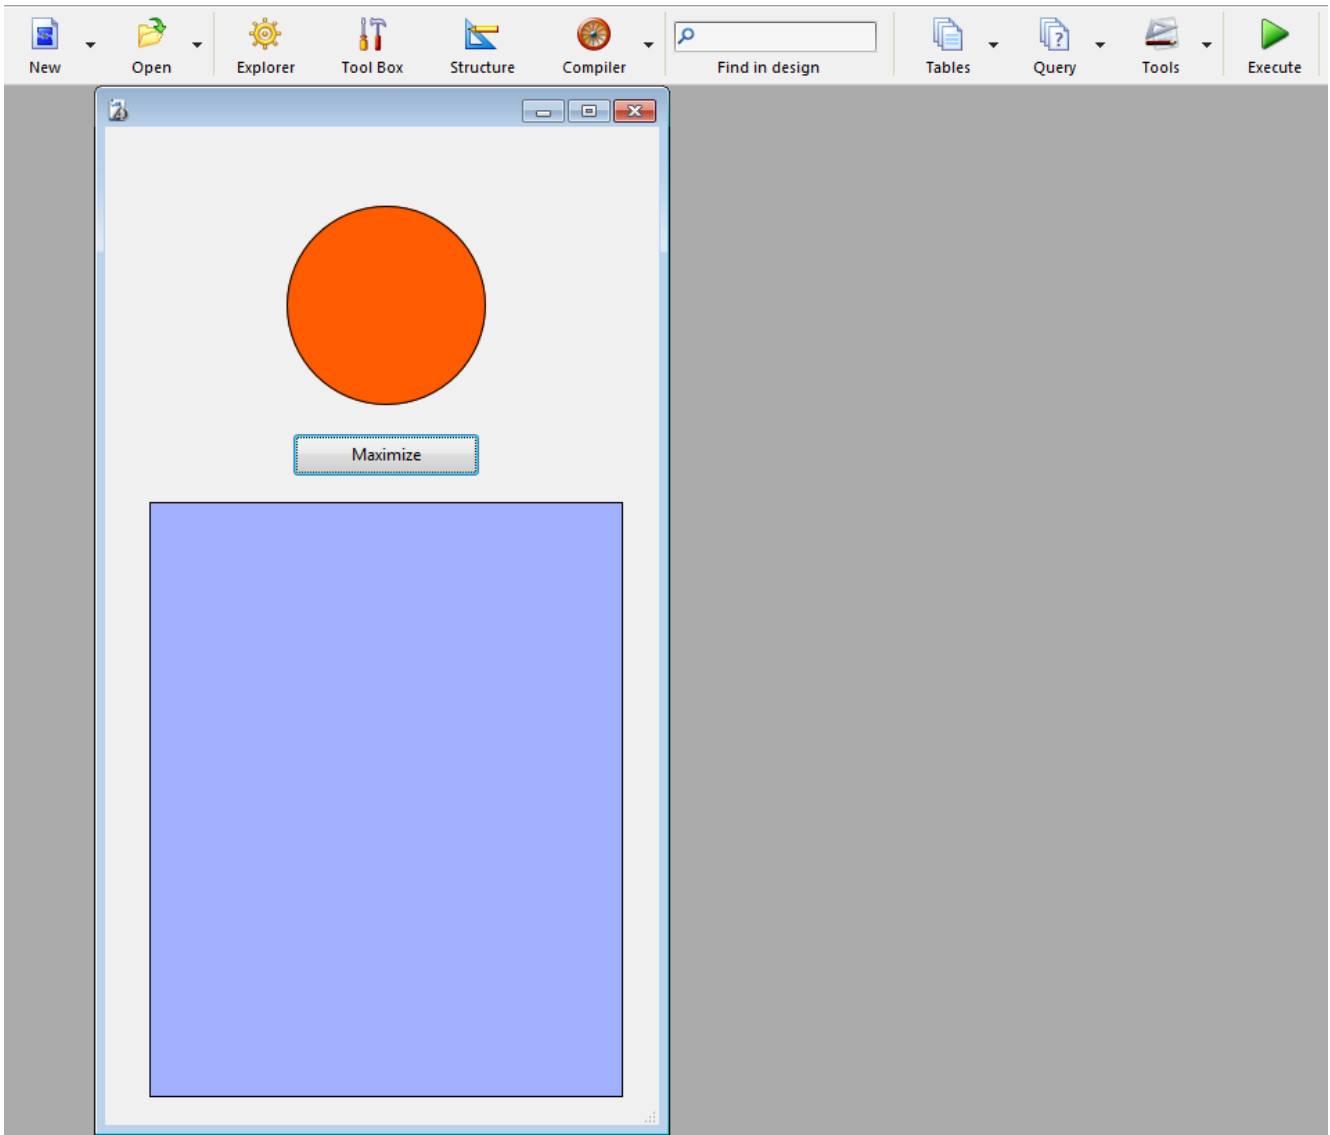 New
Open
Explorer
Tool Box
Structure
Compiler
Find in design
Tables
Query
Tools
Execute
Maximize